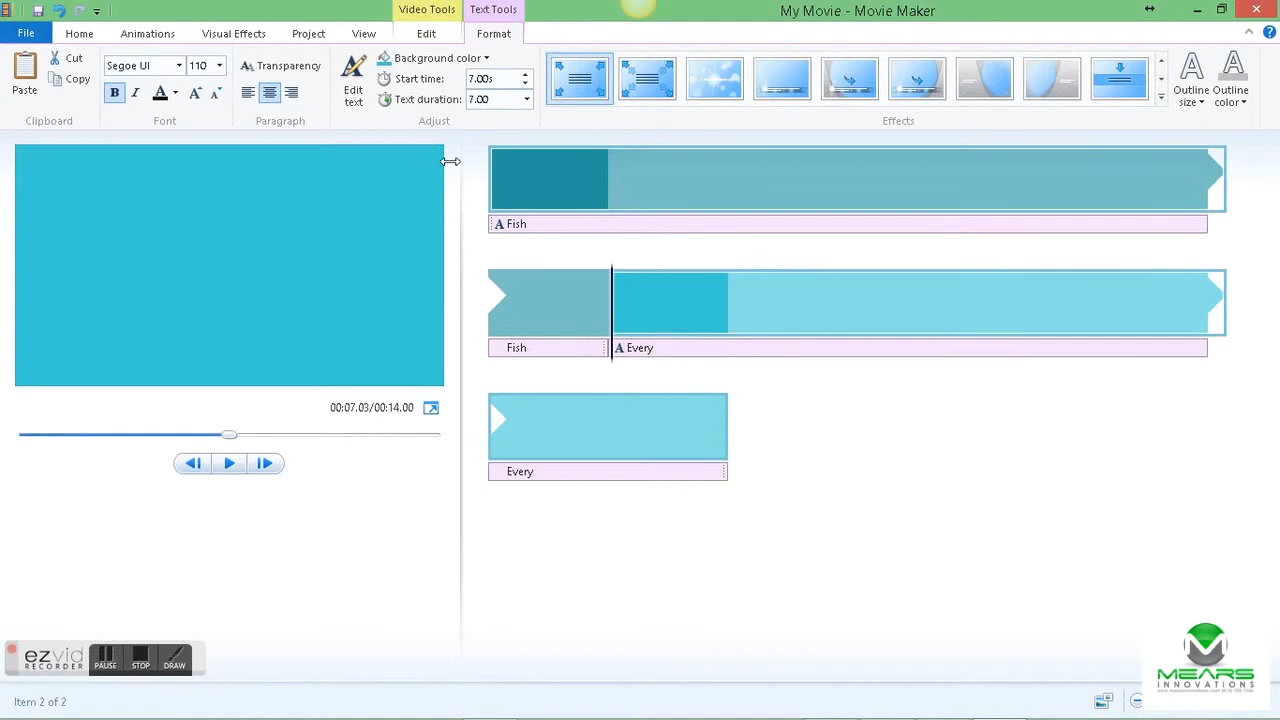 Video Tools
Text Tools
My Movie - Movie Maker
File
Home
Animations
Visual Effects
Project
View
Edit
Format
Paste
Cut
Copy
Clipboard
Segoe UI
110
B
I
A
A
A
Font
Transparency
Paragraph
Edit
text
Background color
Start time:
7.00s
Text duration:
7.00
Adjust
Effects
A
Outline
size
A
Outline
color
A Fish
Fish
A Every
Every
00:07.03/00:14.00
ezvid
RECORDER
PAUSE
STOP
DRAW
M
MEARS
INNOVATIONS
Item 2 of 2